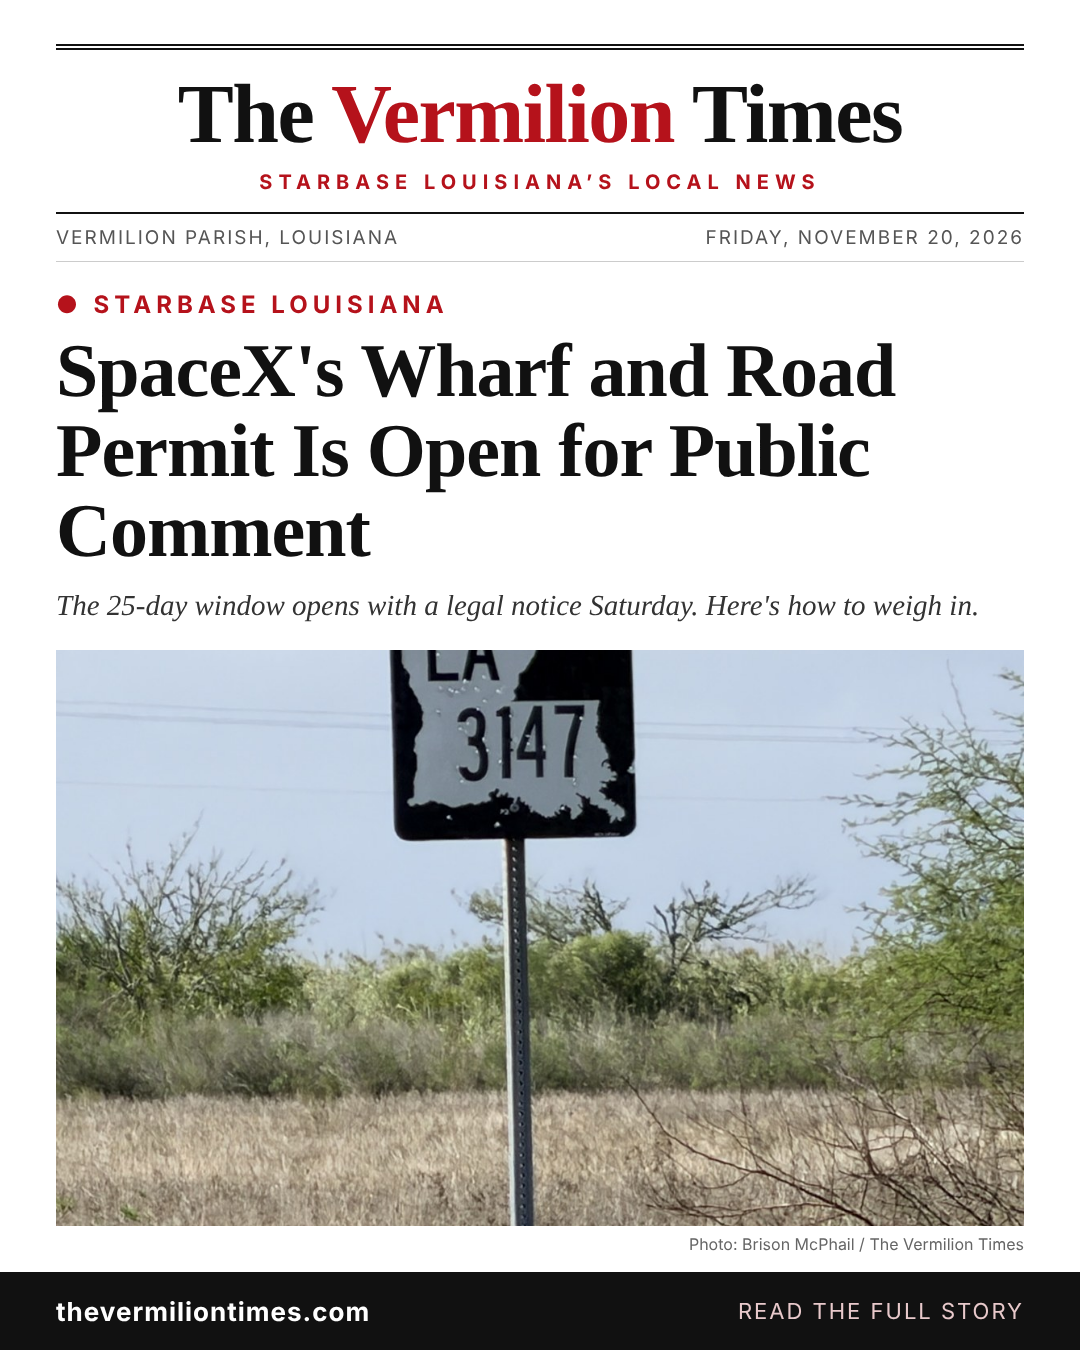 The Vermilion Times
STARBASE LOUISIANA’S LOCAL NEWS
VERMILION PARISH, LOUISIANA
FRIDAY, NOVEMBER 20, 2026
STARBASE LOUISIANA
SpaceX's Wharf and Road
Permit Is Open for Public
Comment
The 25-day window opens with a legal notice Saturday. Here's how to weigh in.
LA
3147
Photo: Brison McPhail / The Vermilion Times
thevermiliontimes.com
READ THE FULL STORY